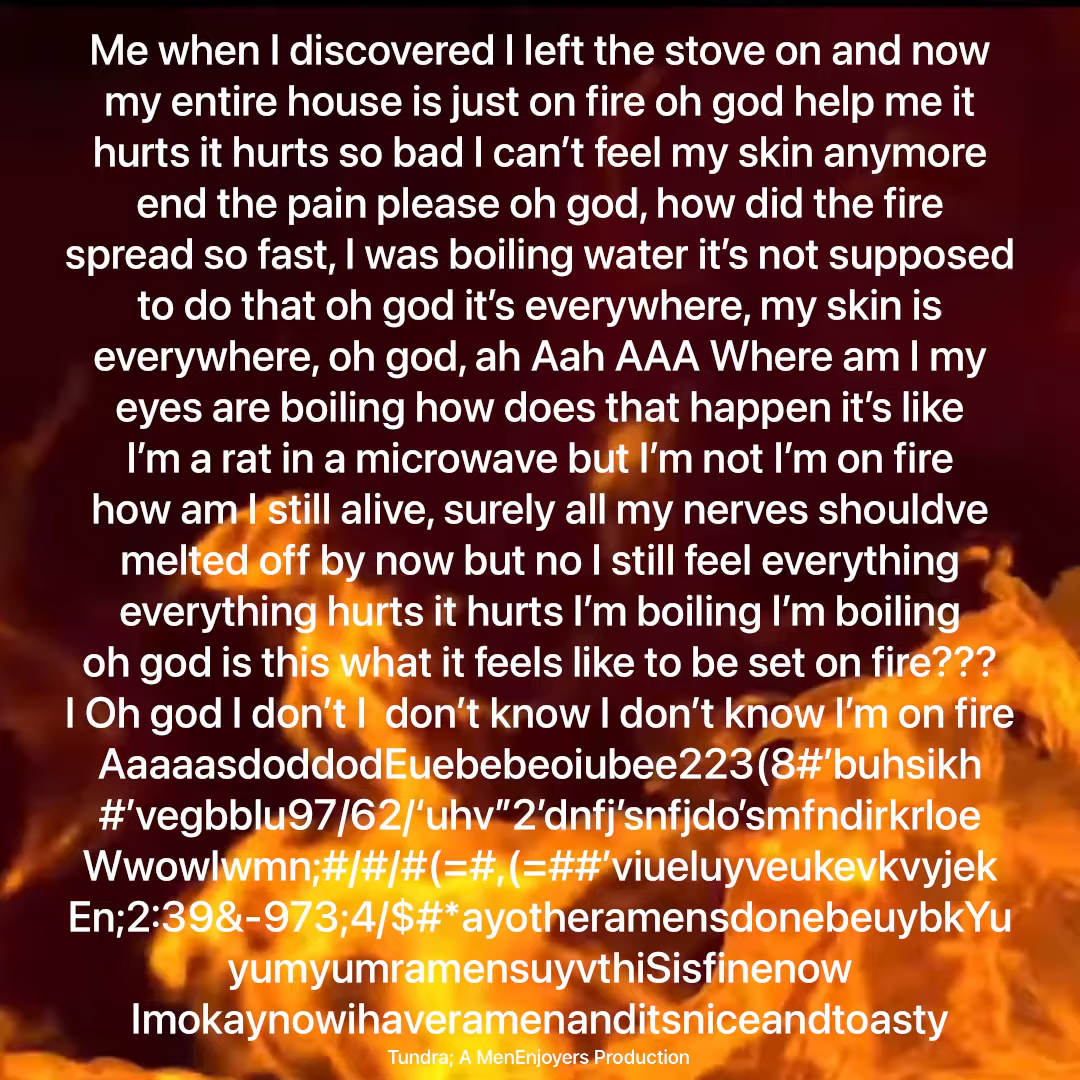 Me when I discovered I left the stove on and now
my entire house is just on fire oh god help me it
hurts it hurts so bad I can’t feel my skin anymore
end the pain please oh god, how did the fire
spread so fast, I was boiling water it’s not supposed
to do that oh god it’s everywhere, my skin is
everywhere, oh god, ah Aah AAA Where am I my
eyes are boiling how does that happen it’s like
I’m a rat in a microwave but I’m not I’m on fire
how am I still alive, surely all my nerves shouldve
melted off by now but no I still feel everything
everything hurts it hurts I’m boiling I’m boiling
oh god is this what it feels like to be set on fire???
I Oh god I don’t I  don’t know I don’t know I’m on fire
AaaaasdoddodEuebebeoiubee223(8#’buhsikh
#’vegbblu97/62/‘uhv”2’dnfj’snfjdo’smfndirkrloe
Wwowlwmn;#/#/#(=#,(=##’viueluyveukevkvyjek
En;2:39&-973;4/$#*ayotheramensdonebeuybkYu
yumyumramensuyvthiSisfinenow
Imokaynowihaveramenanditsniceandtoasty
Tundra; A MenEnjoyers Production